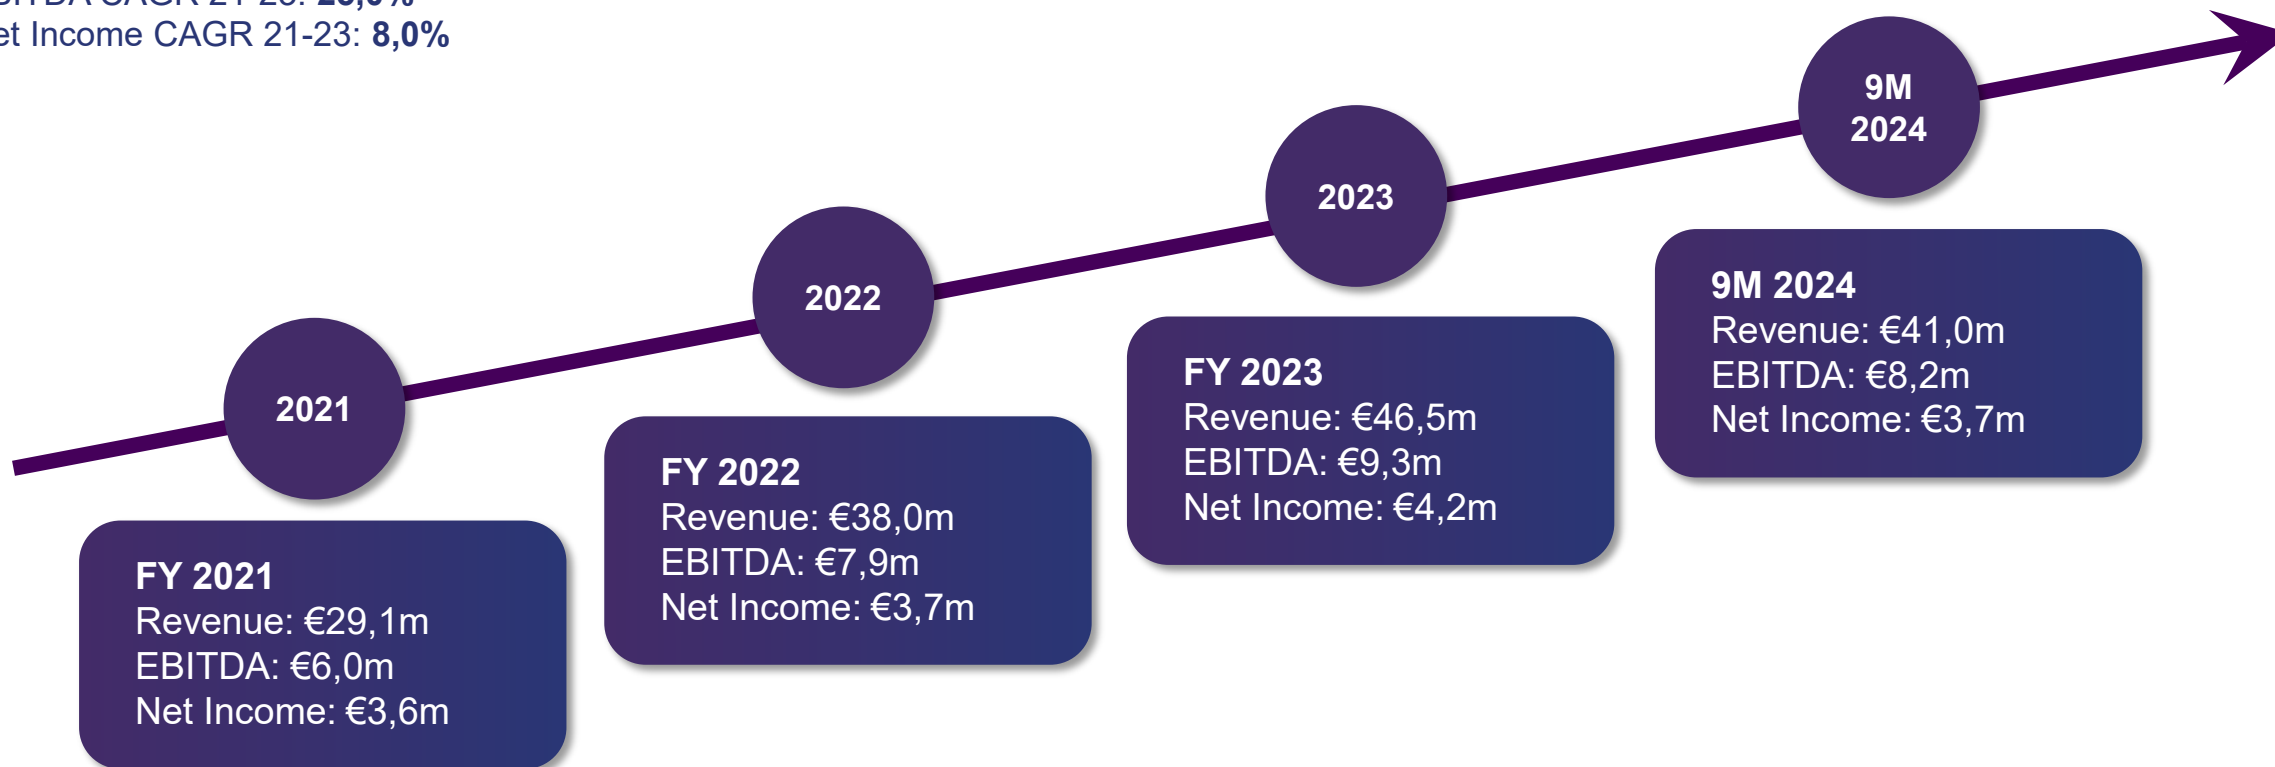 Net Income CAGR 21-23: 8,0%
9M
2024
2023
2022
2021
9M 2024
Revenue: €41,0m
EBITDA: €8,2m
Net Income: €3,7m
FY 2023
Revenue: €46,5m
EBITDA: €9,3m
Net Income: €4,2m
FY 2022
Revenue: €38,0m
EBITDA: €7,9m
Net Income: €3,7m
FY 2021
Revenue: €29,1m
EBITDA: €6,0m
Net Income: €3,6m